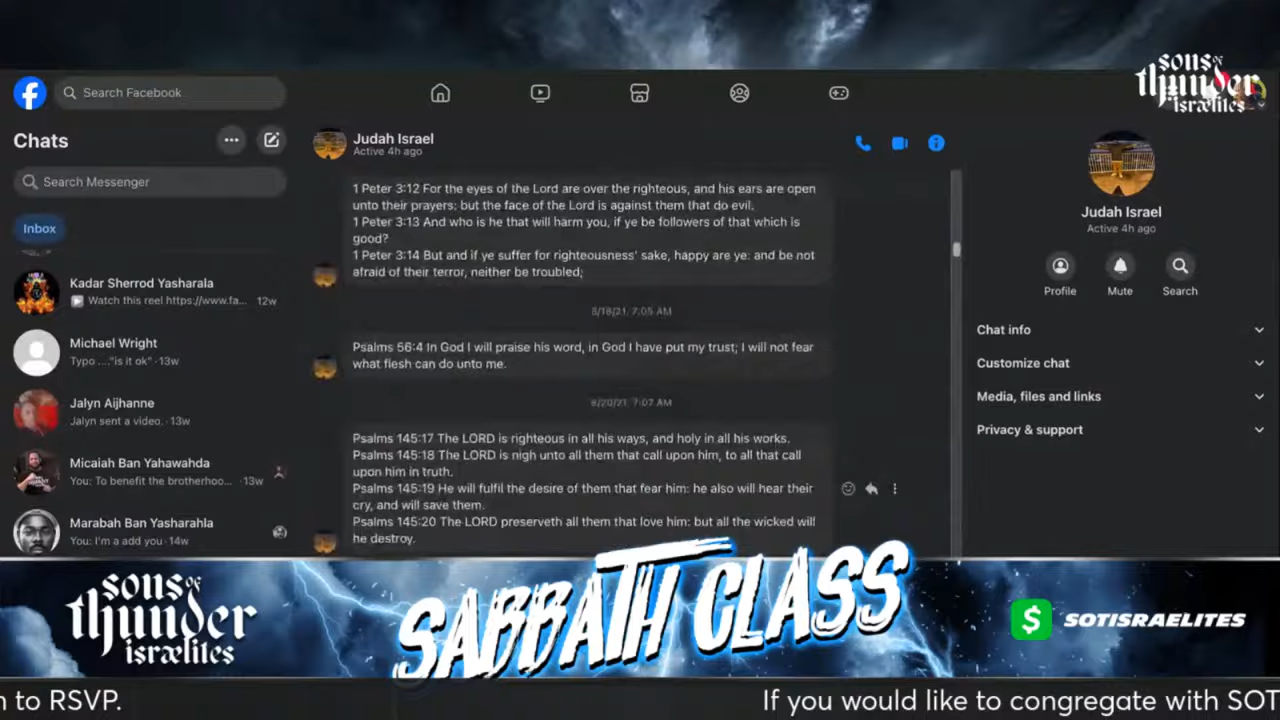 sons of
thunder
israelites
Search Facebook
Chats
Search Messenger
Inbox
Kadar Sherrod Yasharala
Watch this reel https://www.fa... 12w
Michael Wright
Typo ...."is it ok" · 13w
Jalyn Aijhanne
Jalyn sent a video. · 13w
Micaiah Ban Yahawahda
You: To benefit the brotherhoo... · 13w
Marabah Ban Yasharahla
You: I'm a add you · 14w
Judah Israel
Active 4h ago
1 Peter 3:12 For the eyes of the Lord are over the righteous, and his ears are open
unto their prayers: but the face of the Lord is against them that do evil.
1 Peter 3:13 And who is he that will harm you, if ye be followers of that which is
good?
1 Peter 3:14 But and if ye suffer for righteousness' sake, happy are ye: and be not
afraid of their terror, neither be troubled;
8/18/21, 7:05 AM
Psalms 56:4 In God I will praise his word, in God I have put my trust; I will not fear
what flesh can do unto me.
8/20/21, 7:07 AM
Psalms 145:17 The LORD is righteous in all his ways, and holy in all his works.
Psalms 145:18 The LORD is nigh unto all them that call upon him, to all that call
upon him in truth.
Psalms 145:19 He will fulfil the desire of them that fear him: he also will hear their
cry, and will save them.
Psalms 145:20 The LORD preserveth all them that love him: but all the wicked will
he destroy.
Judah Israel
Active 4h ago
Profile Mute Search
Chat info
Customize chat
Media, files and links
Privacy & support
sons of
thunder
israelites
SABBATH CLASS
$ SOTISRAELITES
n to RSVP. If you would like to congregate with SOT